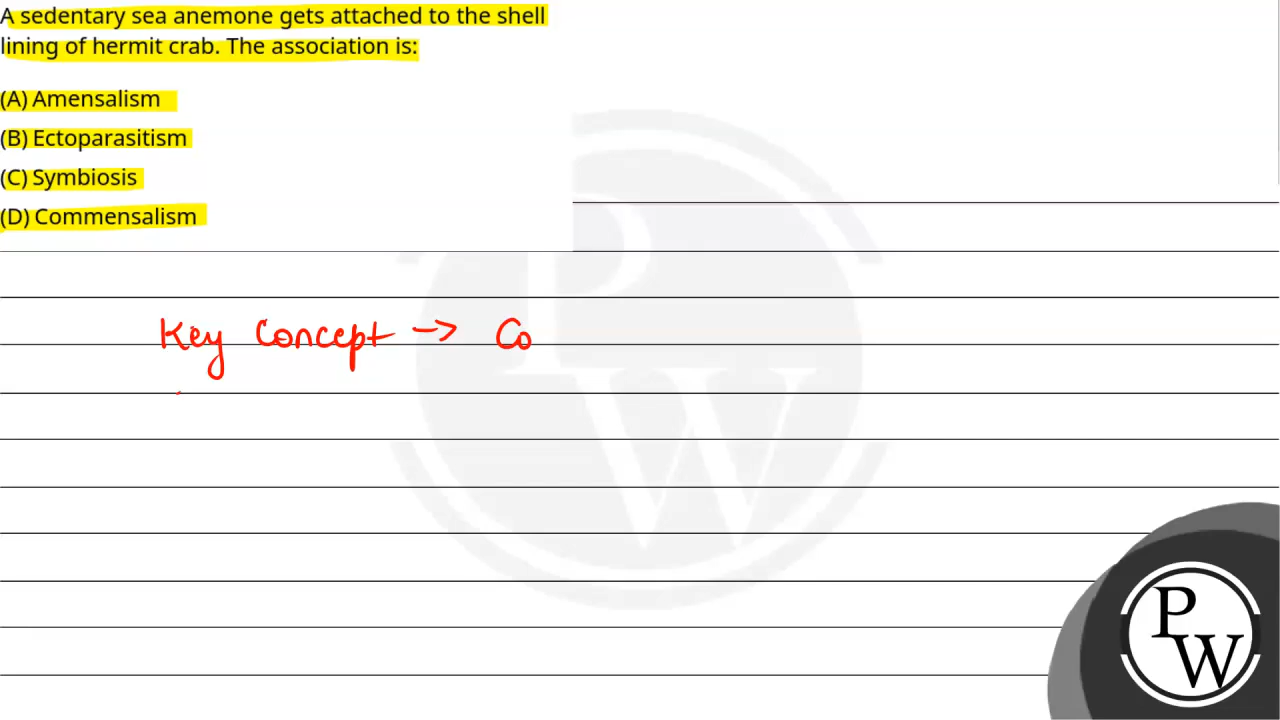 A sedentary sea anemone gets attached to the shell
lining of hermit crab. The association is:
(A) Amensalism
(B) Ectoparasitism
(C) Symbiosis
(D) Commensalism
Key Concept → Co
P
W
P
W